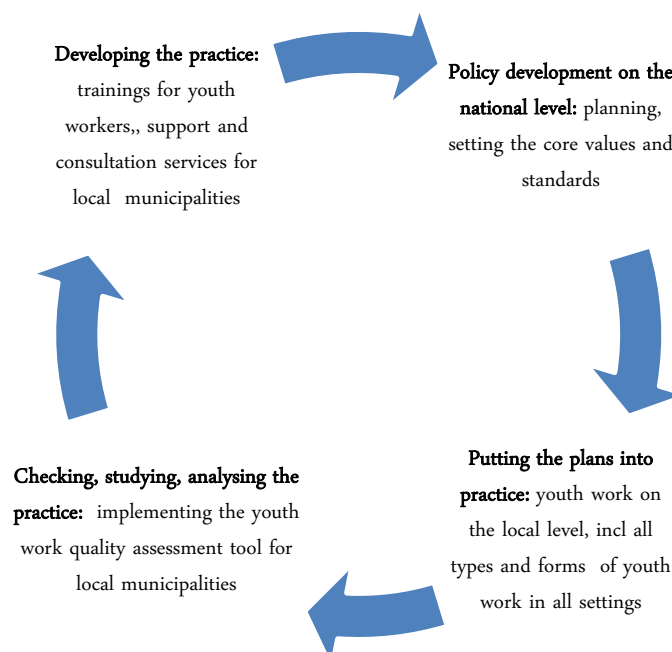 Developing the practice:
trainings for youth
workers,, support and
consultation services for
local municipalities
Policy development on the
national level: planning,
setting the core values and
standards
Putting the plans into
practice: youth work on
the local level, incl all
types and forms of youth
work in all settings
Checking, studying, analysing the
practice: implementing the youth
work quality assessment tool for
local municipalities